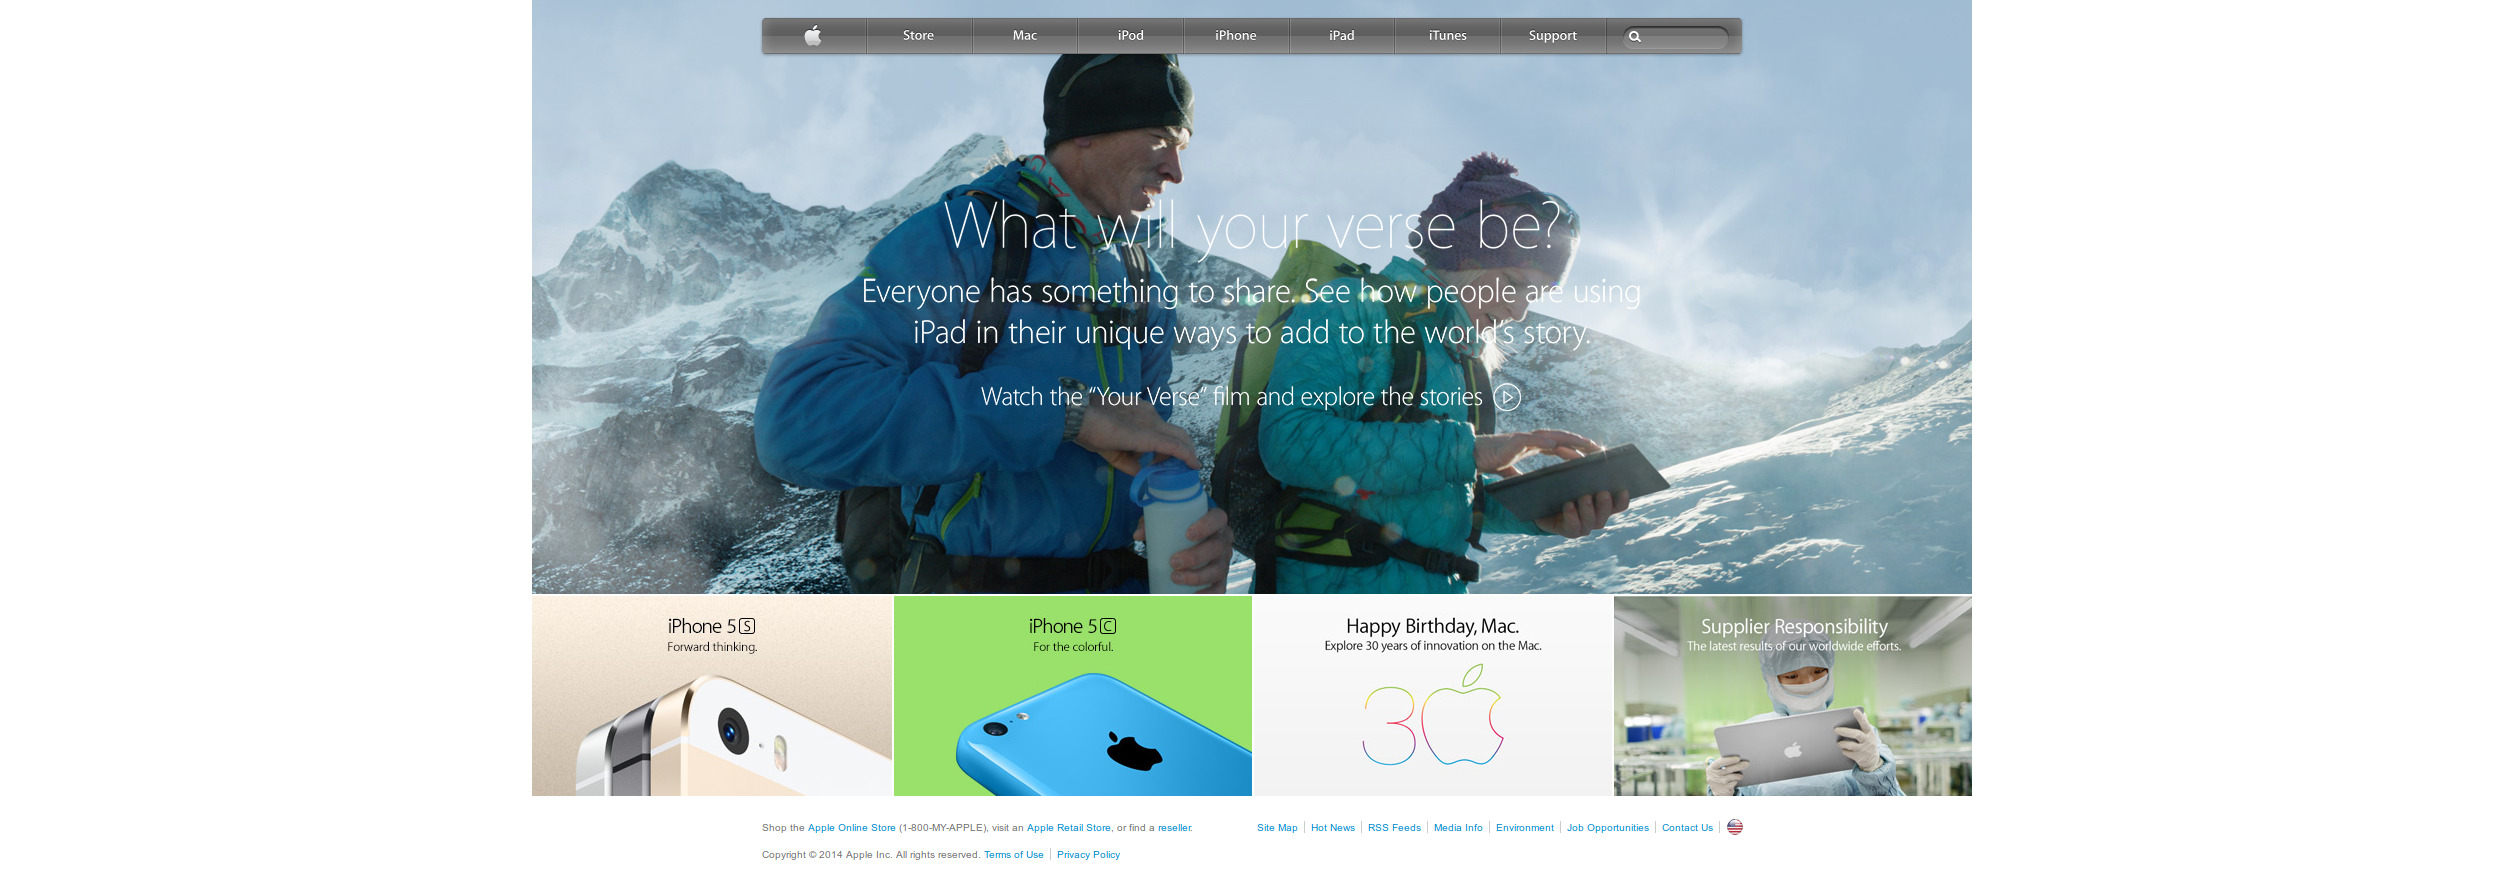 Store Mac iPod iPhone iPad iTunes Support
What will your verse be?
Everyone has something to share. See how people are using
iPad in their unique ways to add to the world's story.
Watch the “Your Verse” film and explore the stories
iPhone 5S
Forward thinking.
iPhone 5C
For the colorful.
Happy Birthday, Mac.
Explore 30 years of innovation on the Mac.
30
Supplier Responsibility
The latest results of our worldwide efforts.
Shop the Apple Online Store (1-800-MY-APPLE), visit an Apple Retail Store, or find a reseller.
Site Map | Hot News | RSS Feeds | Media Info | Environment | Job Opportunities | Contact Us |
Copyright © 2014 Apple Inc. All rights reserved. Terms of Use | Privacy Policy